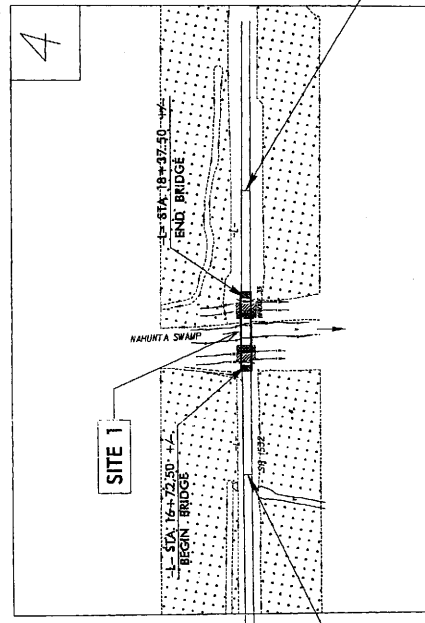 4
SITE 1
-L- STA. 16+72.50 +/-
BEGIN BRIDGE
NAHUNTA SWAMP
-L- STA. 18+37.50 +/-
END BRIDGE
SR 1532
-L-
-L-